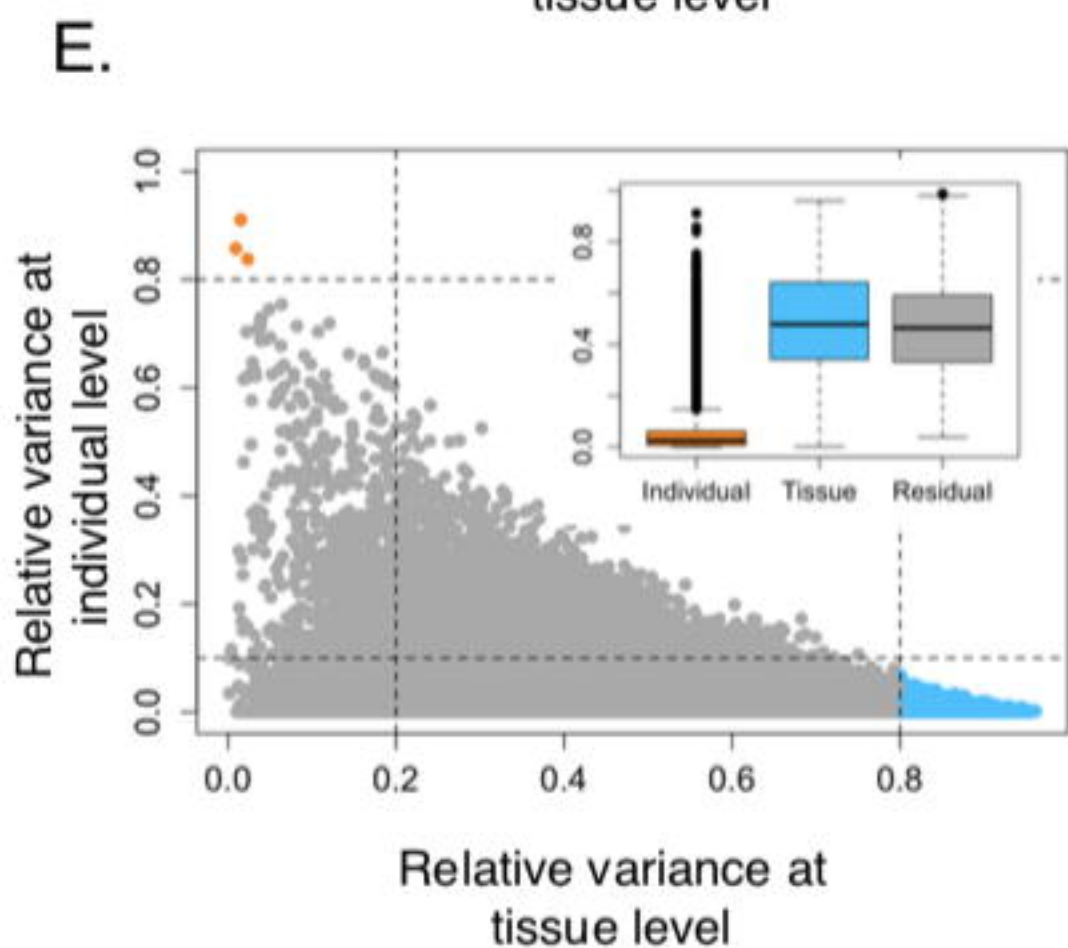 tissue level
E.
Relative variance at
individual level
1.0
0.8
0.6
0.4
0.2
0.0
0.8
0.4
0.0
Individual Tissue Residual
0.0 0.2 0.4 0.6 0.8
Relative variance at
tissue level